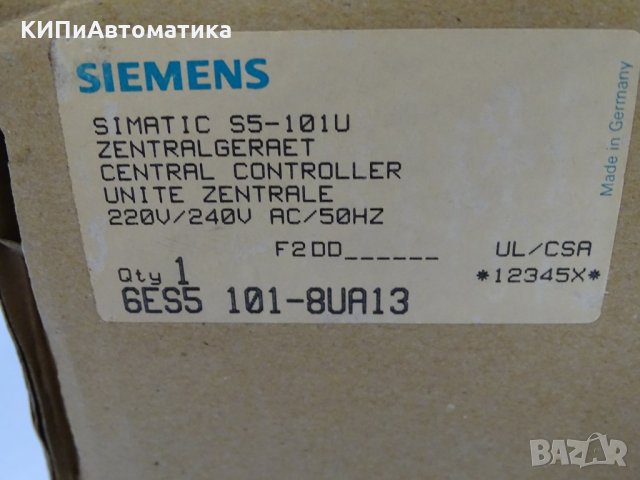 КИПиАвтоматика
SIEMENS
SIMATIC S5-101U
ZENTRALGERAET
CENTRAL CONTROLLER
UNITE ZENTRALE
220V/240V AC/50HZ
F2DD______ UL/CSA
Qty 1 *12345X*
6ES5 101-8UA13
Made in Germany
BAZAR